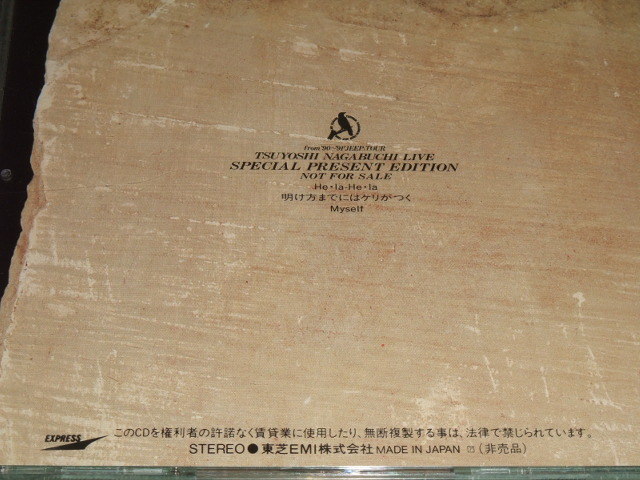 from '90~'91 JEEP TOUR
TSUYOSHI NAGABUCHI LIVE
SPECIAL PRESENT EDITION
NOT FOR SALE
He・la-He・la
明け方までにはケリがつく
Myself
EXPRESS このCDを権利者の許諾なく賃貸業に使用したり、無断複製する事は、法律で禁じられています。
STEREO ● 東芝EMI株式会社 MADE IN JAPAN (非売品)